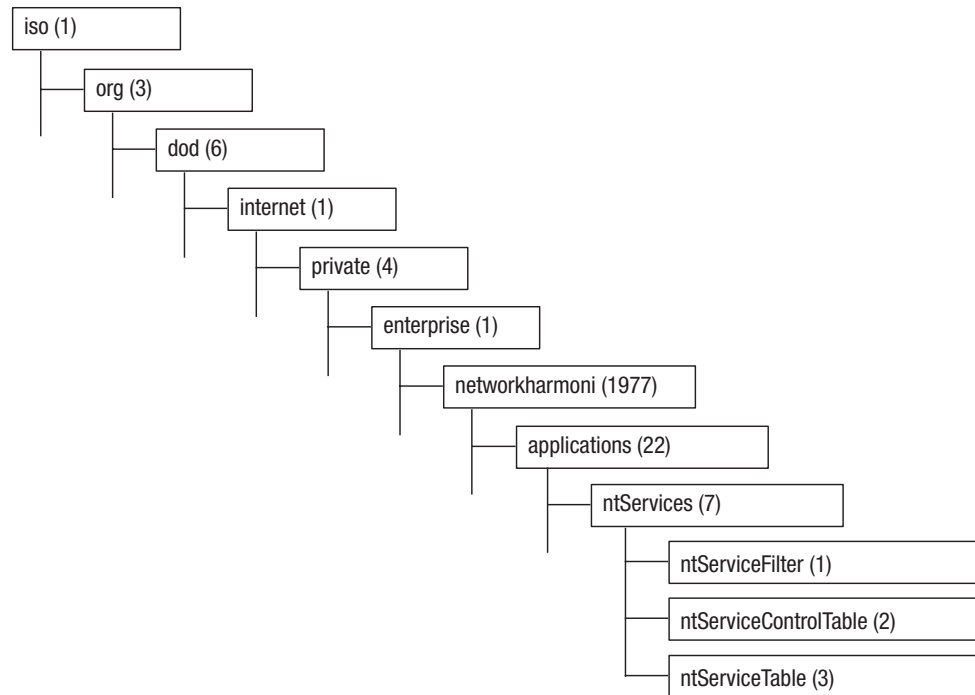 iso (1)
org (3)
dod (6)
internet (1)
private (4)
enterprise (1)
networkharmoni (1977)
applications (22)
ntServices (7)
ntServiceFilter (1)
ntServiceControlTable (2)
ntServiceTable (3)